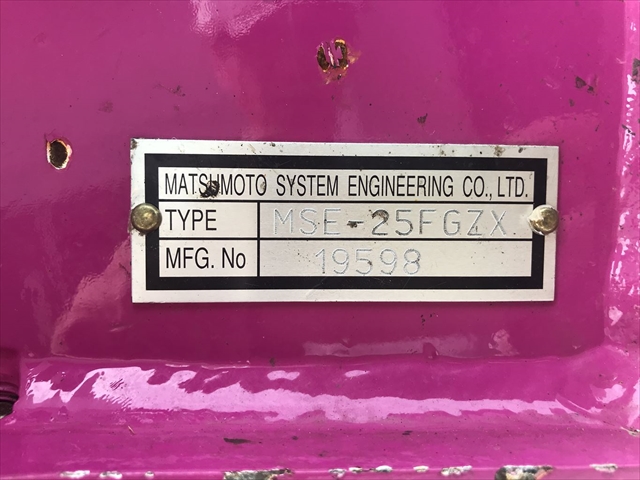 MATSUMOTO SYSTEM ENGINEERING CO., LTD.
TYPE MSE-25FGZX.
MFG. No 19598